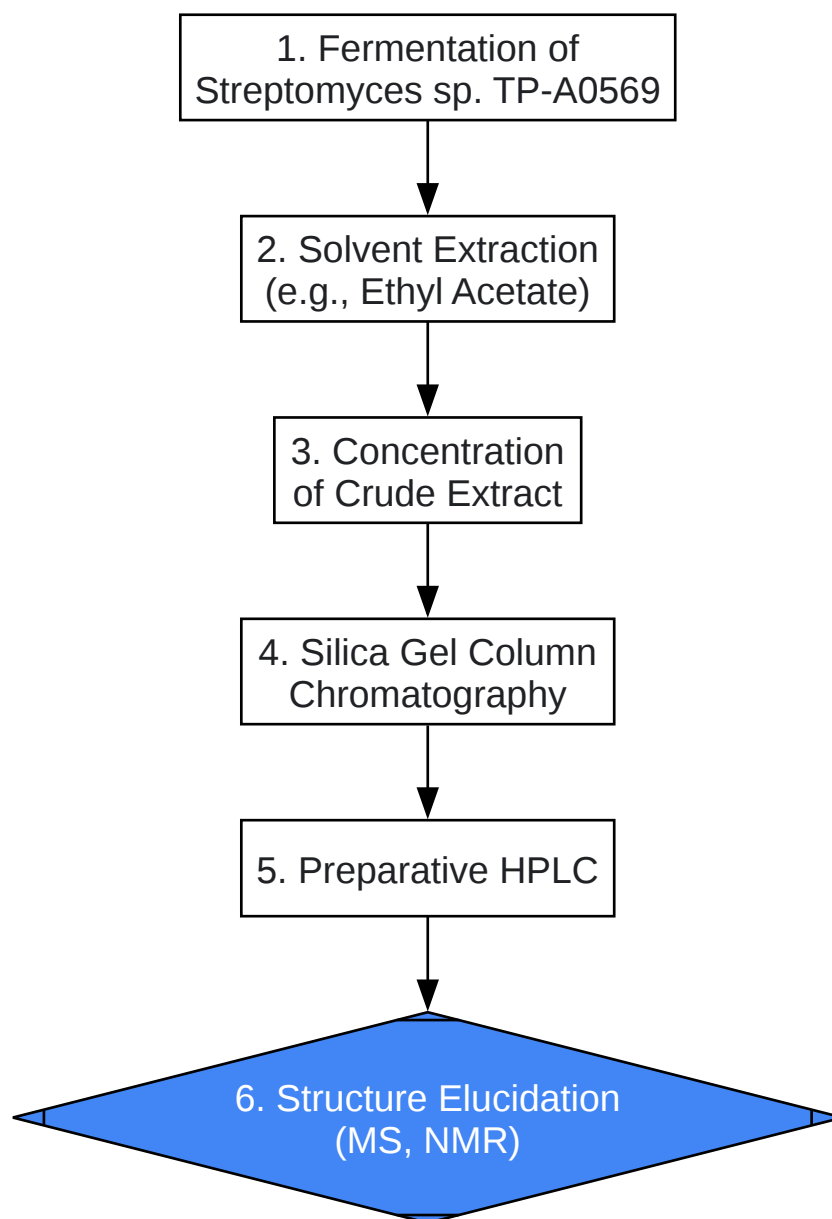 1. Fermentation of
Streptomyces sp. TP-A0569
2. Solvent Extraction
(e.g., Ethyl Acetate)
3. Concentration
of Crude Extract
4. Silica Gel Column
Chromatography
5. Preparative HPLC
6. Structure Elucidation
(MS, NMR)